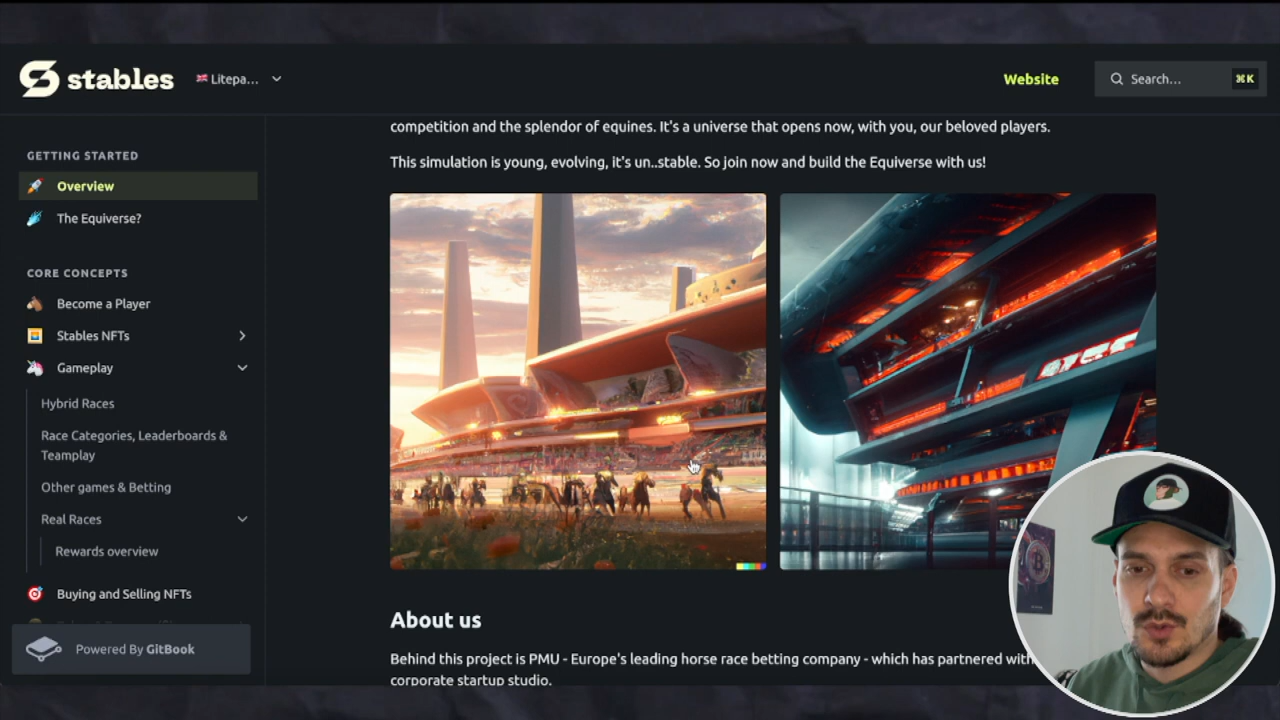 stables
Litepa...
Website
Search...
⌘K
GETTING STARTED
Overview
The Equiverse?
CORE CONCEPTS
Become a Player
Stables NFTs
Gameplay
Hybrid Races
Race Categories, Leaderboards &
Teamplay
Other games & Betting
Real Races
Rewards overview
Buying and Selling NFTs
Powered By GitBook
competition and the splendor of equines. It's a universe that opens now, with you, our beloved players.
This simulation is young, evolving, it's un..stable. So join now and build the Equiverse with us!
About us
Behind this project is PMU - Europe's leading horse race betting company - which has partnered with
corporate startup studio.